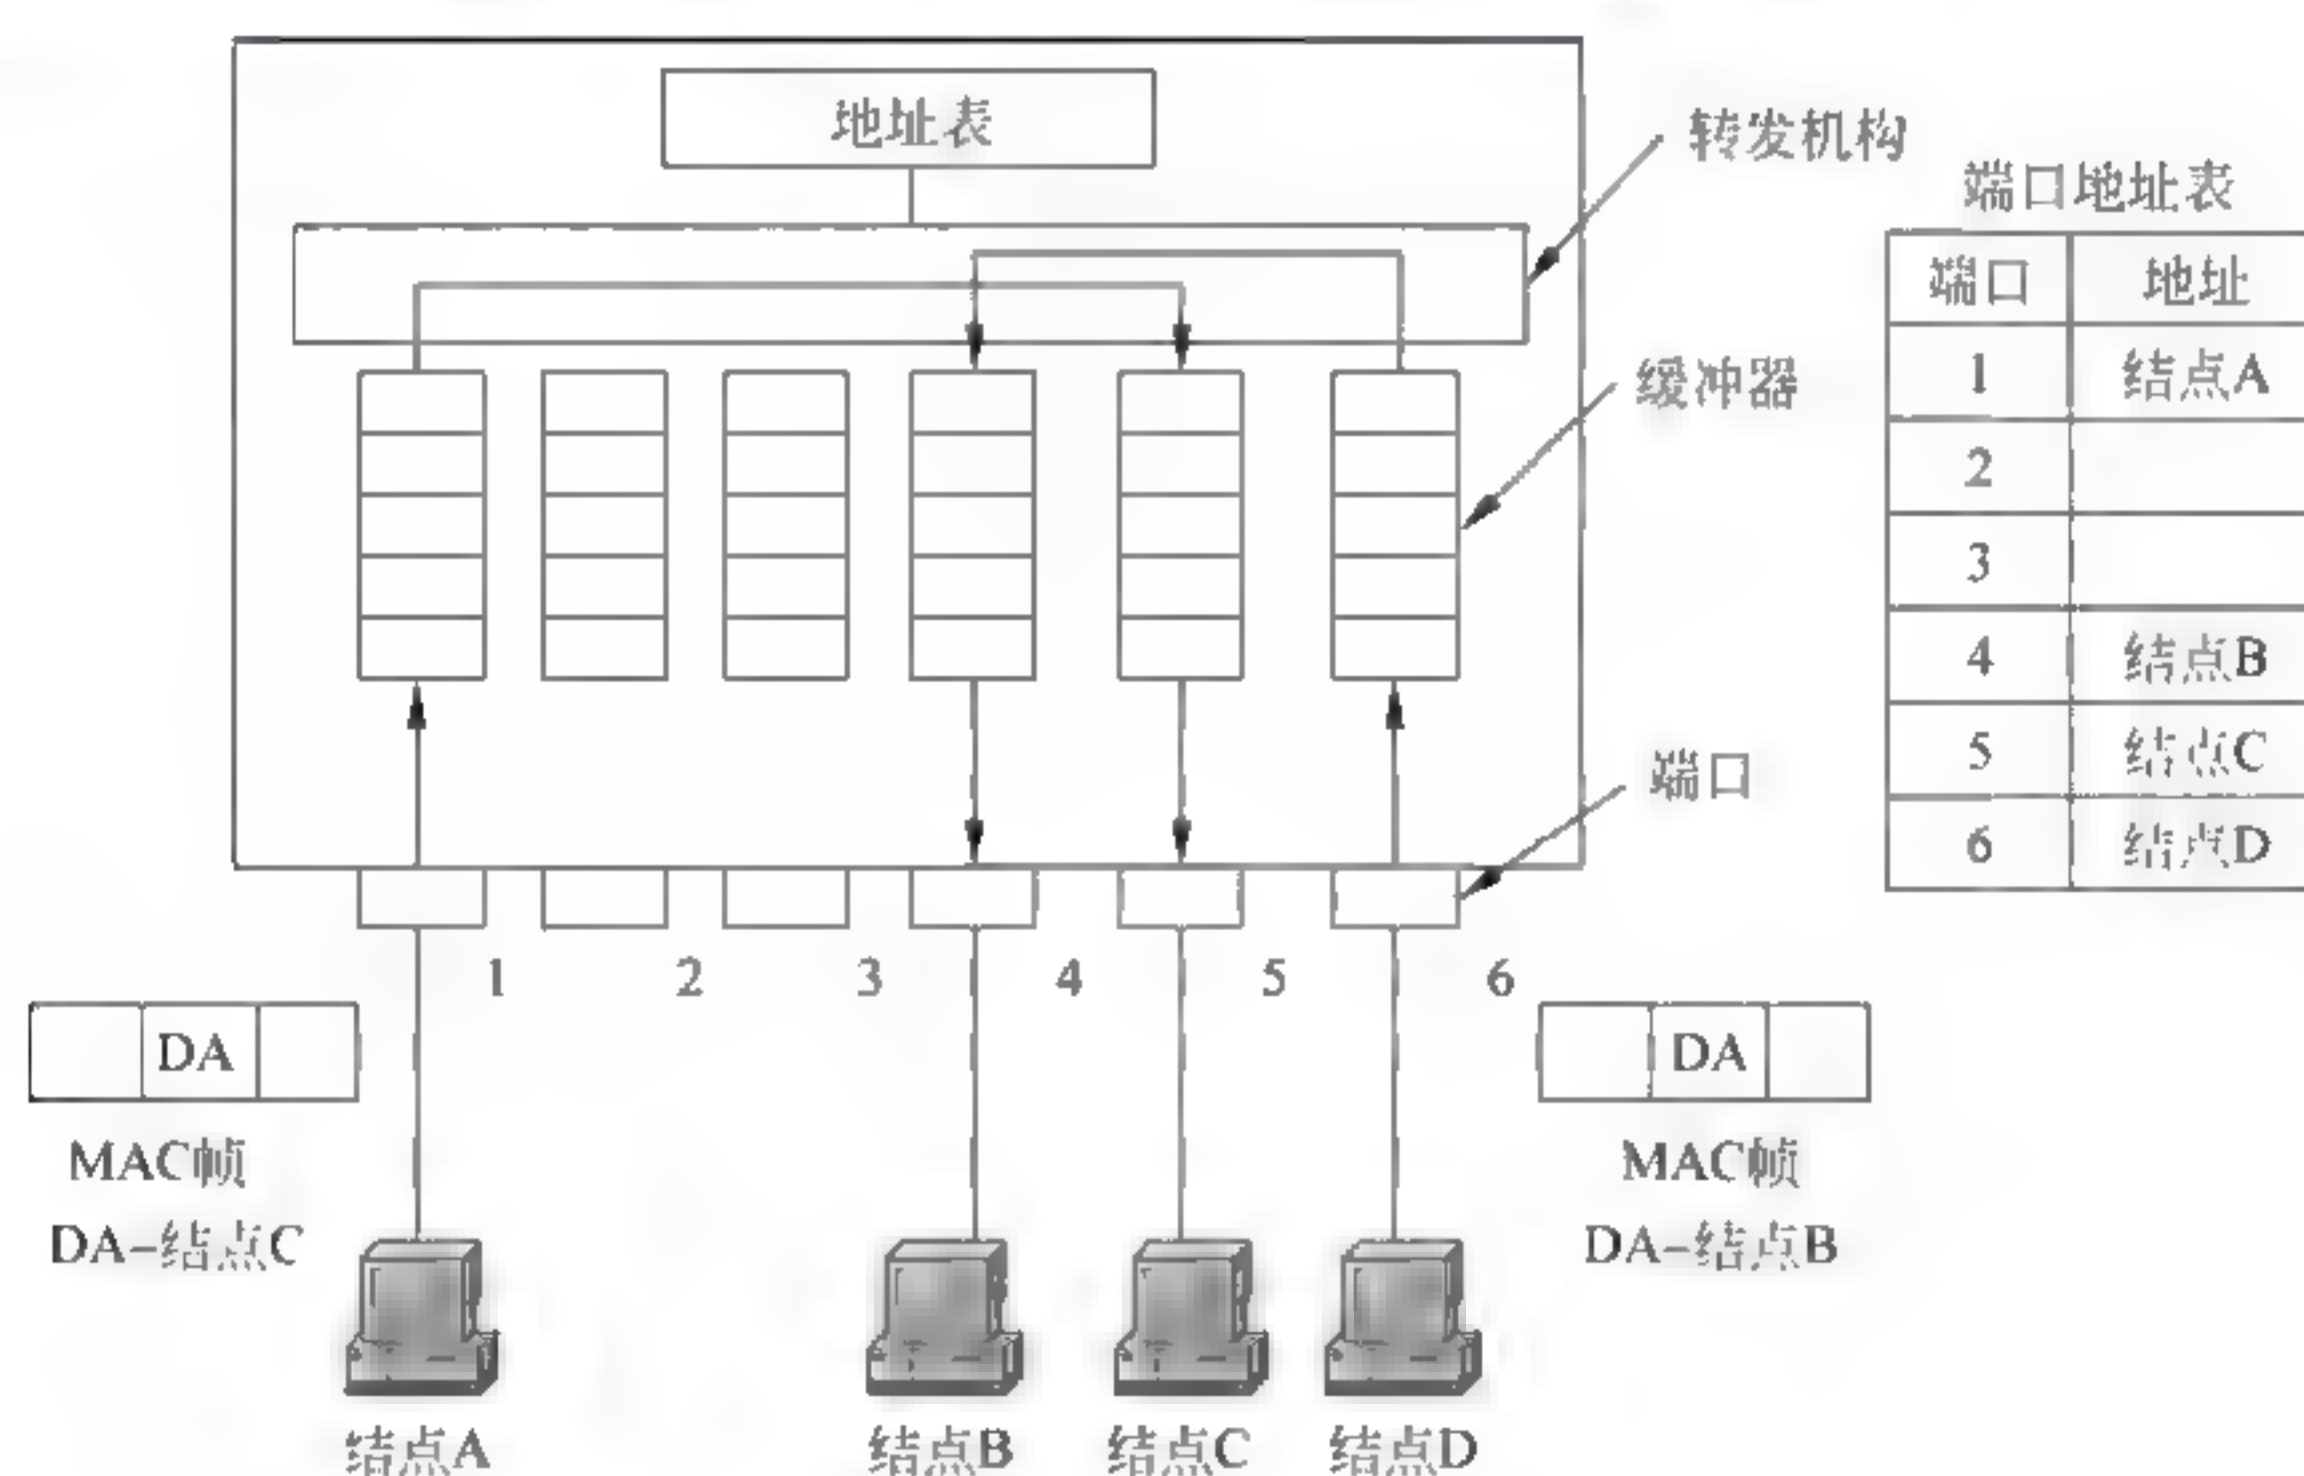 地址表
转发机构
端口地址表
端口 地址
1 结点A
2
3
4 结点B
5 结点C
6 结点D
缓冲器
端口
1 2 3 4 5 6
DA
MAC帧
DA-结点C
DA
MAC帧
DA-结点B
结点A 结点B 结点C 结点D